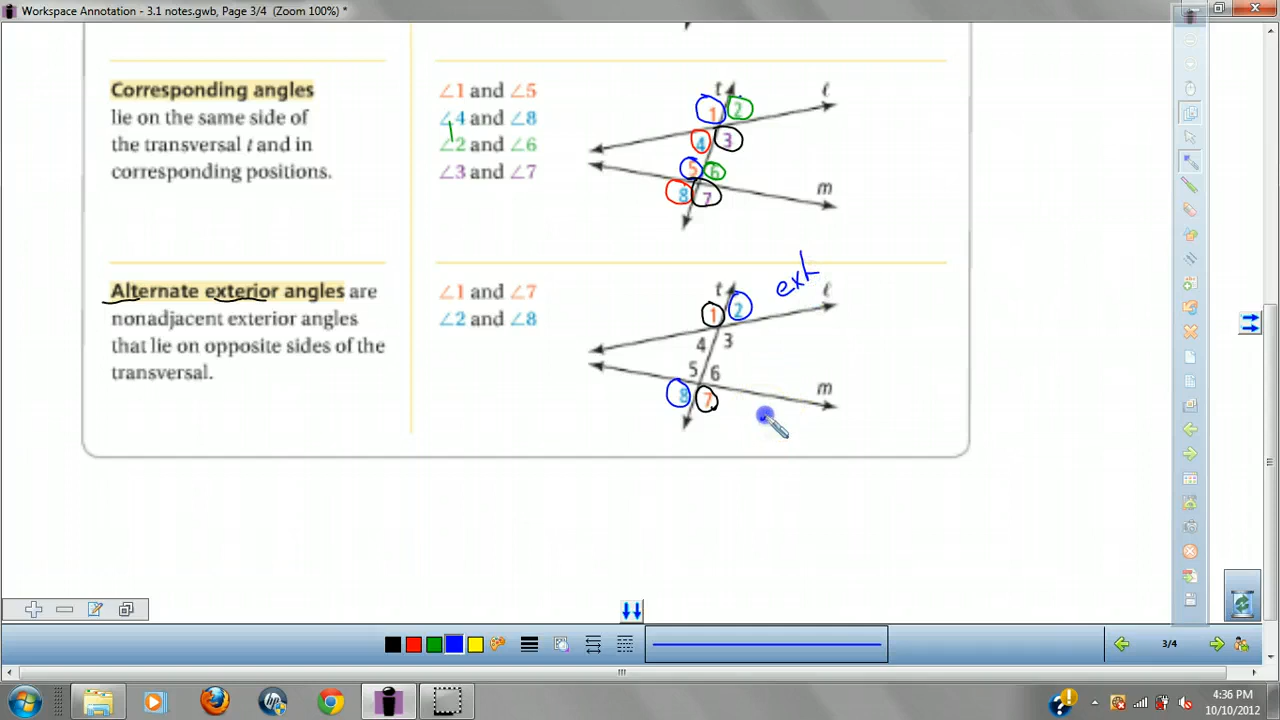 Workspace Annotation - 3.1 notes.gwb, Page 3/4 (Zoom 100%) *
Corresponding angles
lie on the same side of
the transversal t and in
corresponding positions.
∠1 and ∠5
∠4 and ∠8
∠2 and ∠6
∠3 and ∠7
t
ℓ
1 2
4 3
5 6
8 7
m
Alternate exterior angles are
nonadjacent exterior angles
that lie on opposite sides of the
transversal.
∠1 and ∠7
∠2 and ∠8
ext
t
ℓ
1 2
4 3
5 6
8 7
m
3/4
4:36 PM
10/10/2012